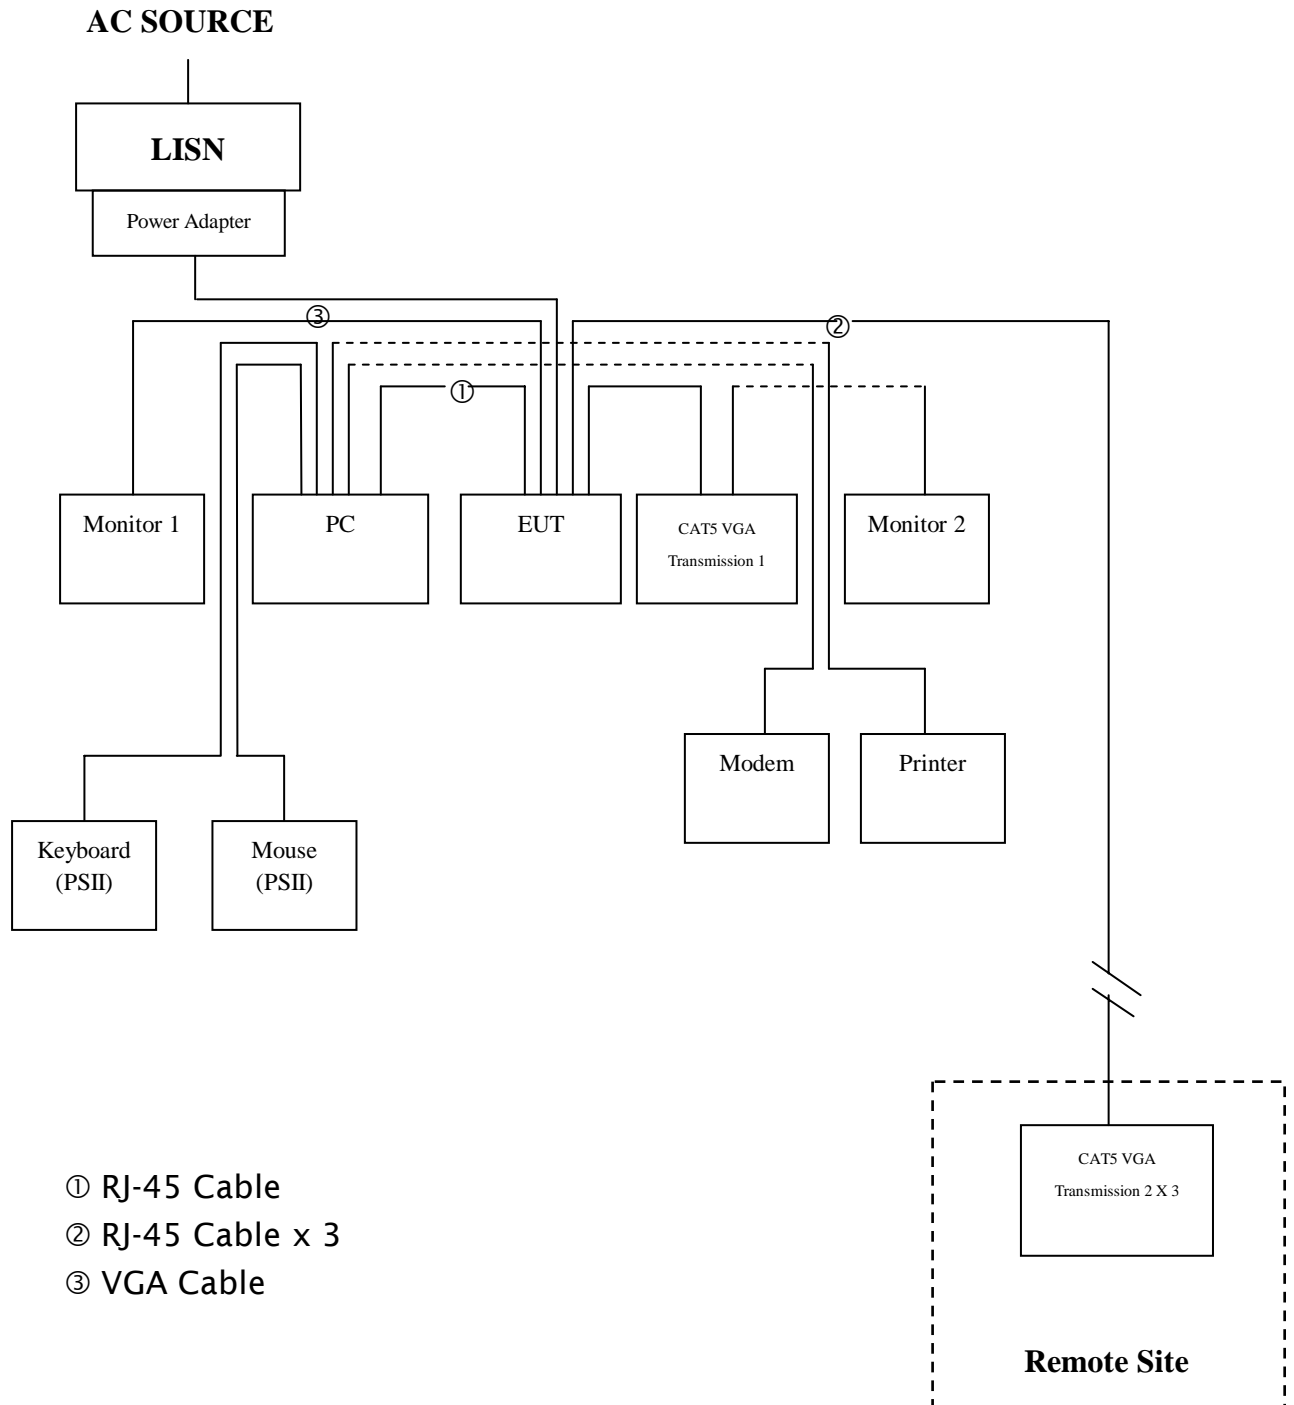 AC SOURCE
LISN
Power Adapter
③
②
①
Monitor 1
PC
EUT
CAT5 VGA
Transmission 1
Monitor 2
Modem
Printer
Keyboard
(PSII)
Mouse
(PSII)
CAT5 VGA
Transmission 2 X 3
① RJ-45 Cable
② RJ-45 Cable x 3
③ VGA Cable
Remote Site